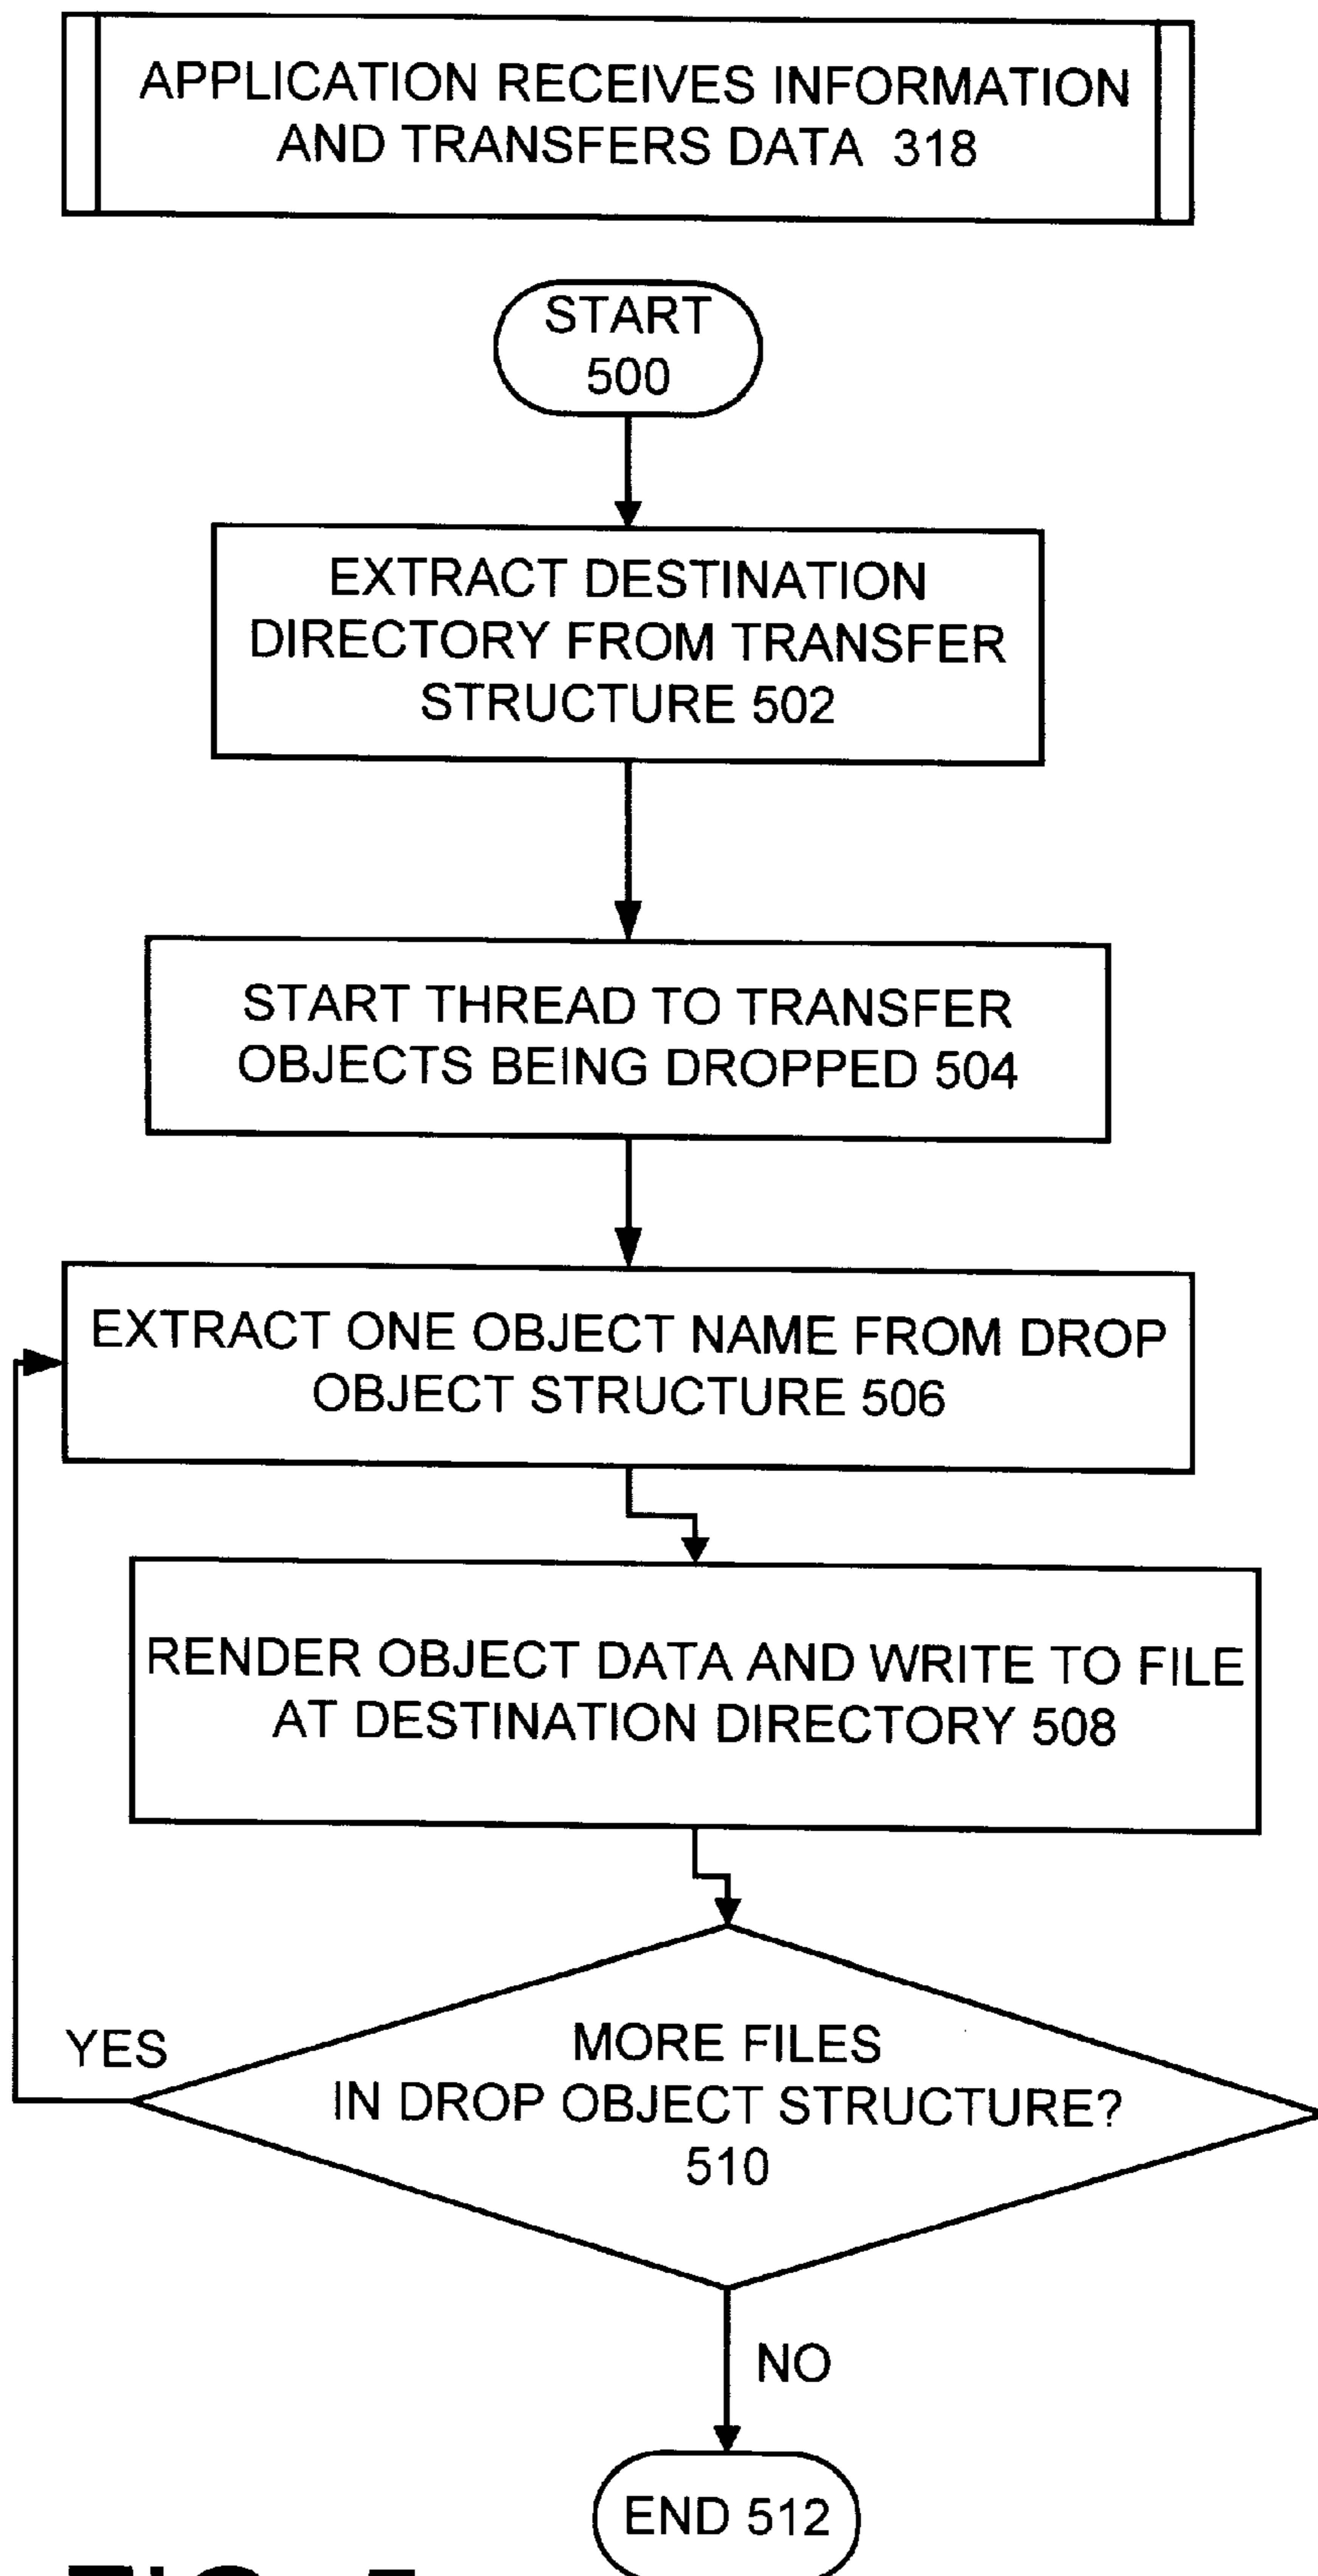 APPLICATION RECEIVES INFORMATION
AND TRANSFERS DATA 318
START
500
EXTRACT DESTINATION
DIRECTORY FROM TRANSFER
STRUCTURE 502
START THREAD TO TRANSFER
OBJECTS BEING DROPPED 504
EXTRACT ONE OBJECT NAME FROM DROP
OBJECT STRUCTURE 506
RENDER OBJECT DATA AND WRITE TO FILE
AT DESTINATION DIRECTORY 508
YES
MORE FILES
IN DROP OBJECT STRUCTURE?
510
NO
END 512